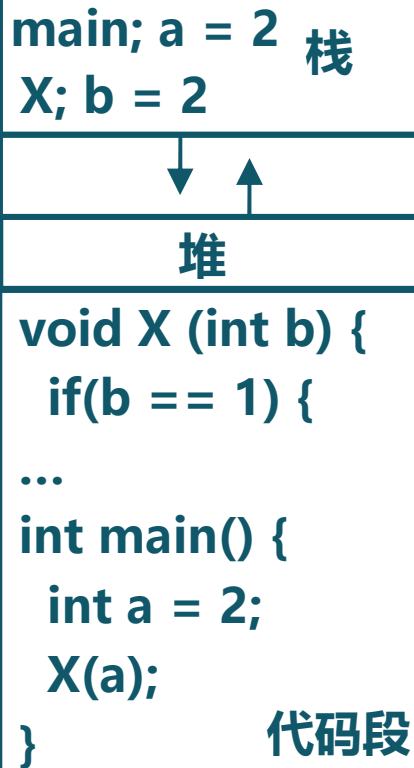 main; a = 2 栈
X; b = 2
堆
void X (int b) {
if(b == 1) {
...
int main() {
int a = 2;
X(a);
} 代码段